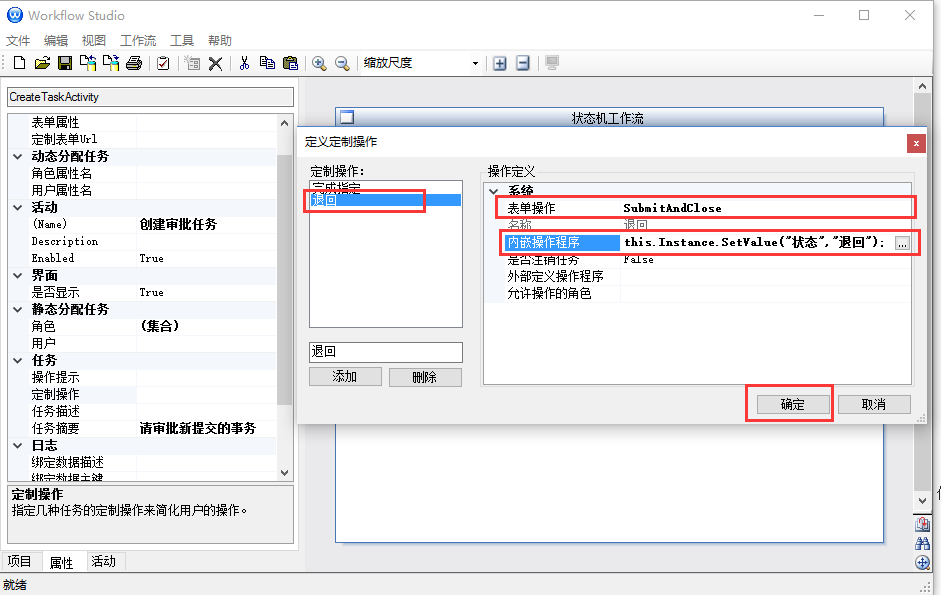 Workflow Studio
文件 编辑 视图 工作流 工具 帮助
缩放尺度
CreateTaskActivity
表单属性
定制表单Url
动态分配任务
角色属性名
用户属性名
活动
(Name) 创建审批任务
Description
Enabled True
界面
是否显示 True
静态分配任务
角色 (集合)
用户
任务
操作提示
定制操作
任务描述
任务摘要 请审批新提交的事务
日志
绑定数据描述
绑定数据主键
定制操作
指定几种任务的定制操作来简化用户的操作。
项目 属性 活动
就绪
状态机工作流
定义定制操作
x
定制操作:
完成指定
退回
退回
添加 删除
操作定义
系统
表单操作 SubmitAndClose
名称 退回
内嵌操作程序 this.Instance.SetValue("状态","退回"); ...
是否注销任务 False
外部定义操作程序
允许操作的角色
确定 取消